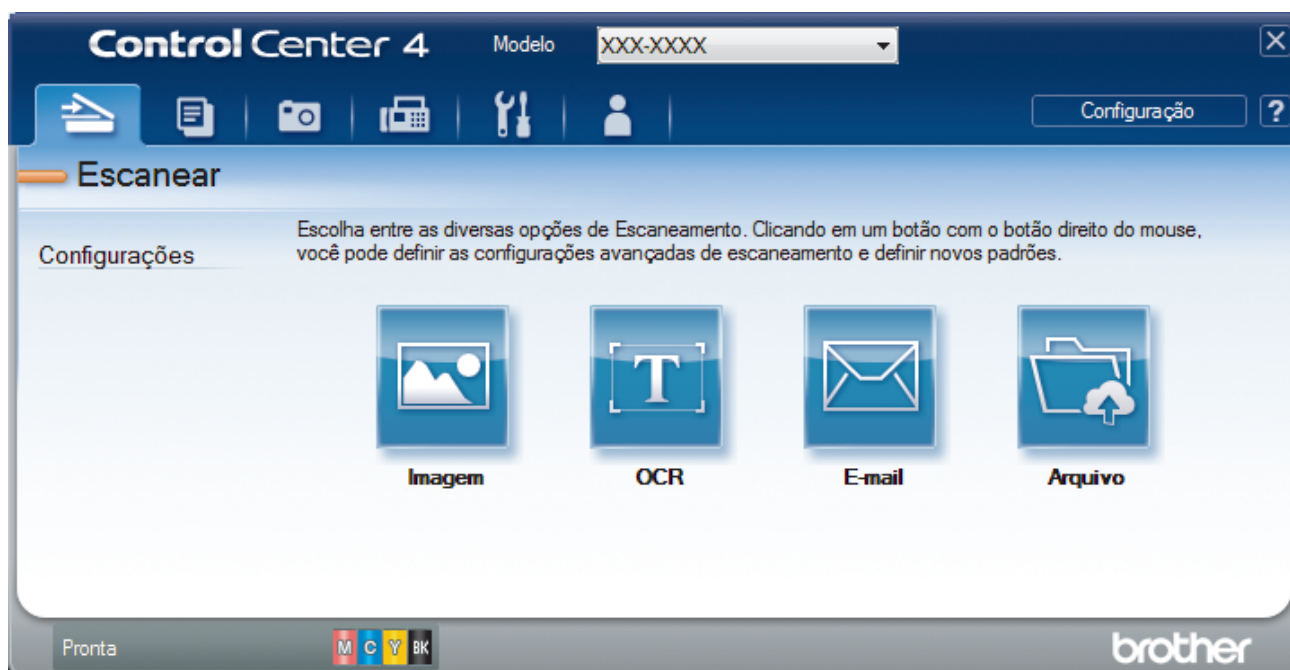 Control Center 4 Modelo XXX-XXXX
Configuração ?
Escanear
Configurações
Escolha entre as diversas opções de Escaneamento. Clicando em um botão com o botão direito do mouse,
você pode definir as configurações avançadas de escaneamento e definir novos padrões.
T
Imagem OCR E-mail Arquivo
Pronta M C Y BK brother